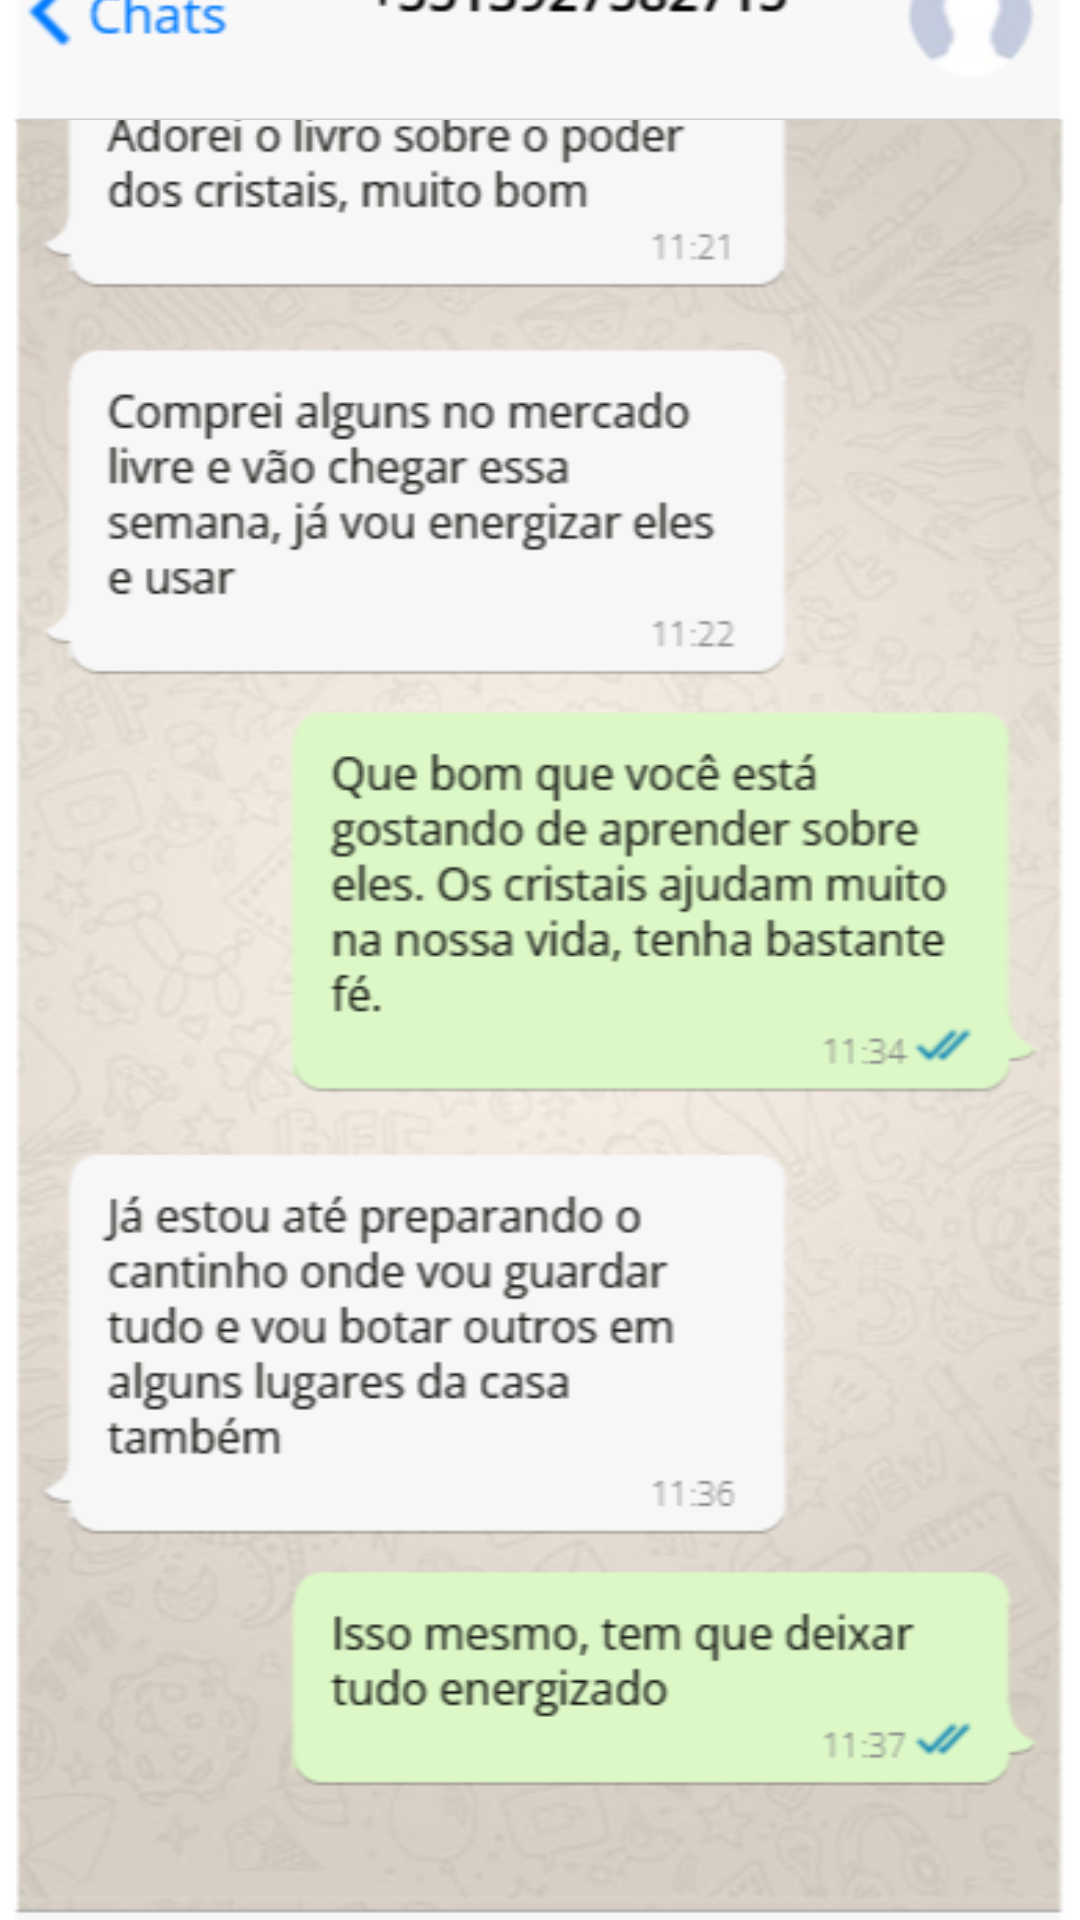 Chats
Adorei o livro sobre o poder
dos cristais, muito bom
11:21
Comprei alguns no mercado
livre e vão chegar essa
semana, já vou energizar eles
e usar
11:22
Que bom que você está
gostando de aprender sobre
eles. Os cristais ajudam muito
na nossa vida, tenha bastante
fé.
11:34
Já estou até preparando o
cantinho onde vou guardar
tudo e vou botar outros em
alguns lugares da casa
também
11:36
Isso mesmo, tem que deixar
tudo energizado
11:37